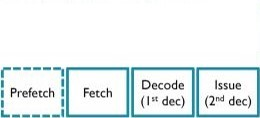 Prefetch
Fetch
Decode
(1st dec)
Issue
(2nd dec)